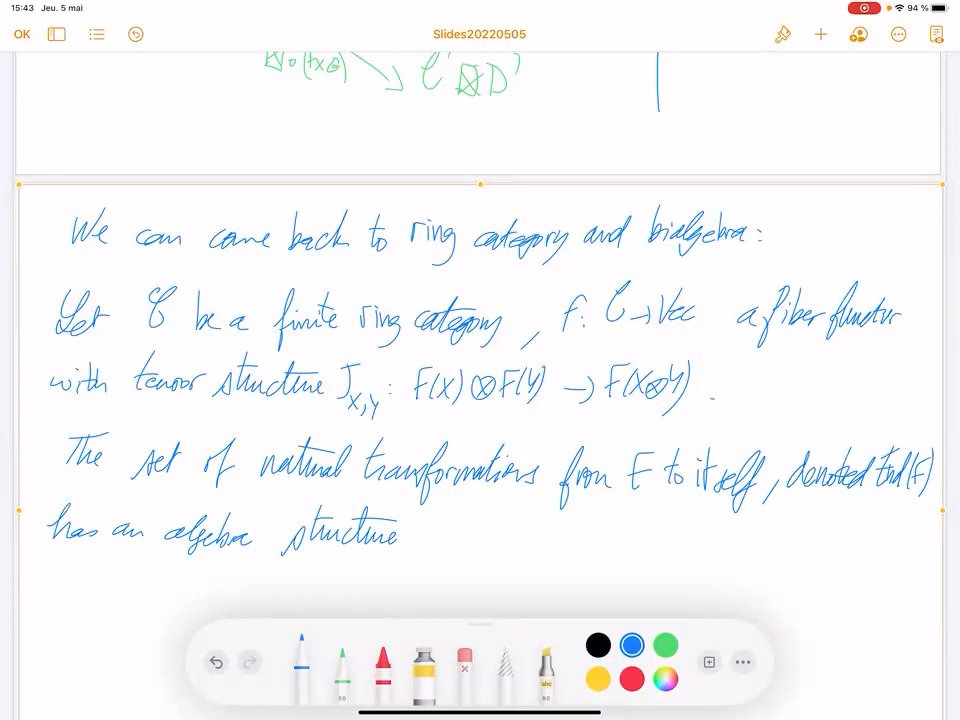 15:43 Jeu. 5 mai
94 %
OK
Slides20220505
We can come back to ring category and bialgebra:
Let C be a finite ring category, F: C → Vec a fiber functor
with tensor structure J_{X,Y}: F(X) ⊗ F(Y) → F(X⊗Y).
The set of natural transformations from F to itself, denoted End(F)
has an algebra structure